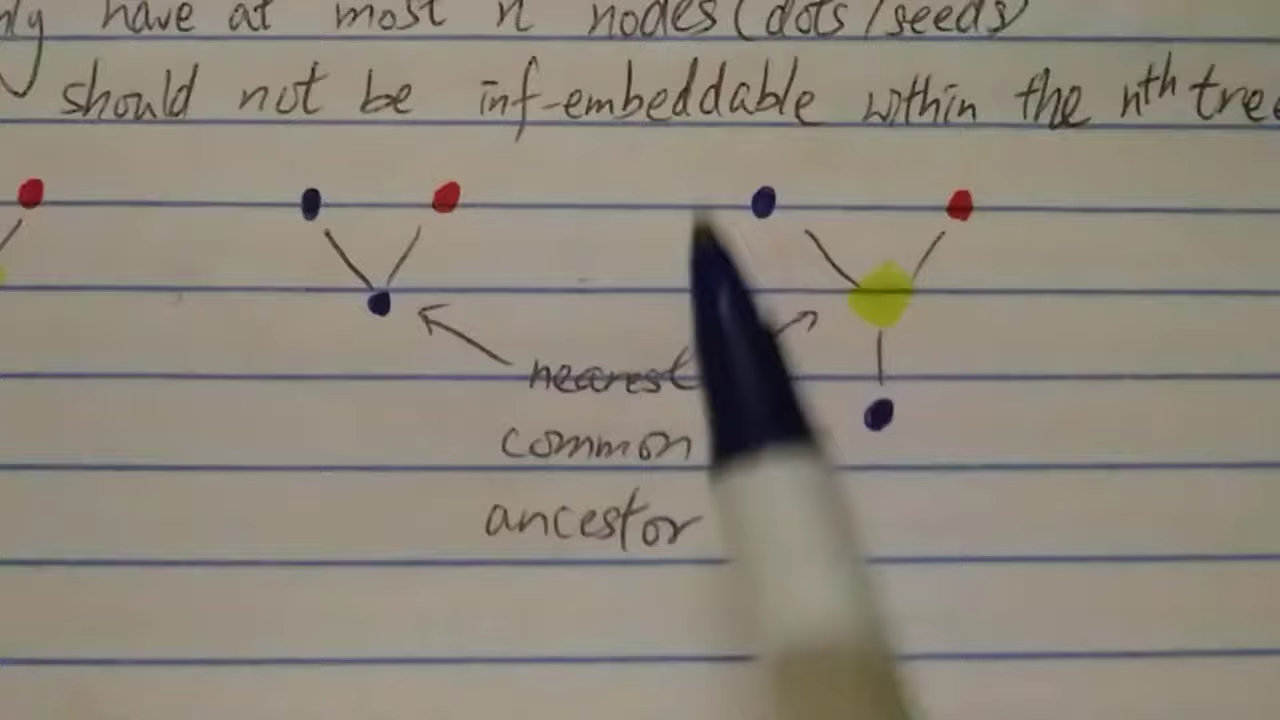 have at most n nodes (dots/seeds)
should not be inf-embeddable within the nth tree
nearest
common
ancestor